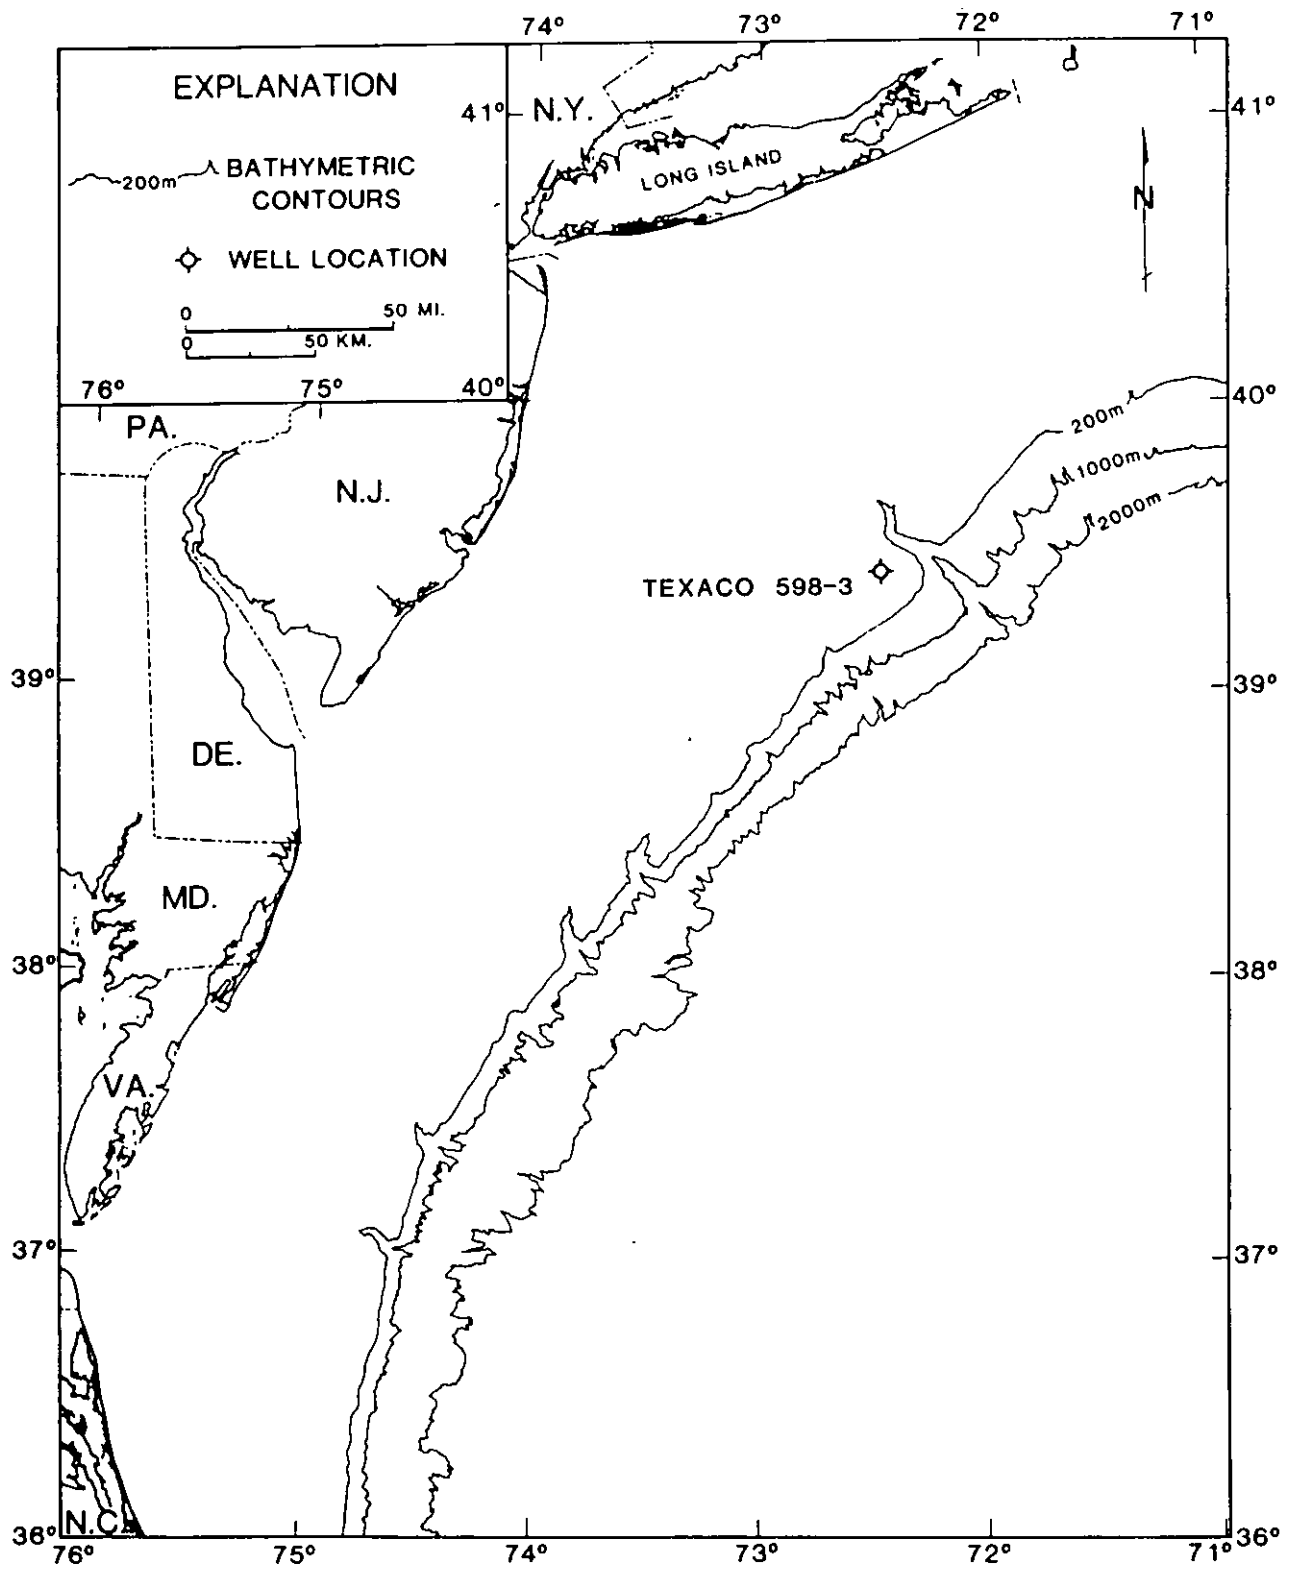 74° 73° 72° 71°
EXPLANATION
200m BATHYMETRIC
CONTOURS
WELL LOCATION
0 50 MI.
0 50 KM.
76° 75° 40°
41° N.Y. 41°
LONG ISLAND
N
40°
PA.
200m
1000m
2000m
N.J.
TEXACO 598-3
39° 39°
DE.
MD.
38° 38°
VA.
37° 37°
N.C.
36° 36°
76° 75° 74° 73° 72° 71°